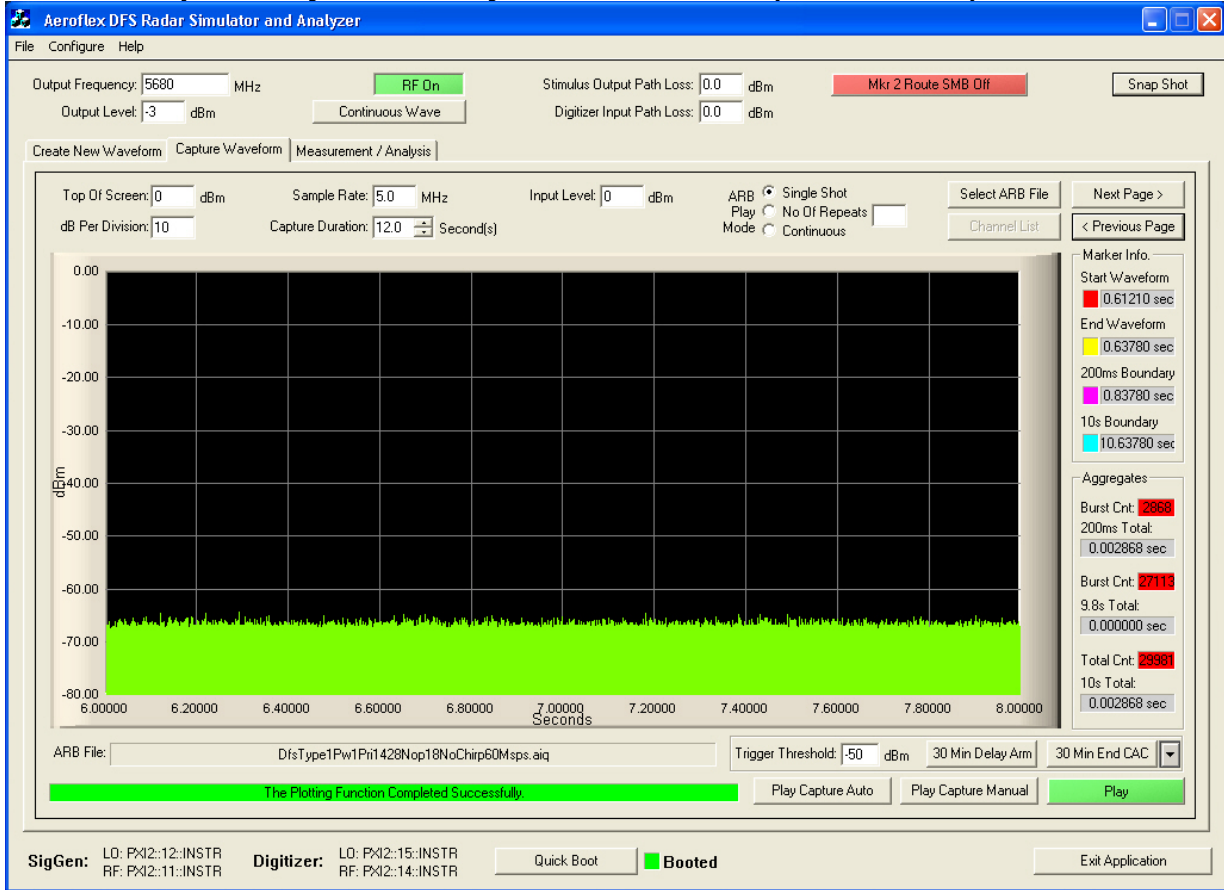 Aeroflex DFS Radar Simulator and Analyzer
File Configure Help
Output Frequency: 5680 MHz RF On Stimulus Output Path Loss: 0.0 dBm Mkr 2 Route SMB Off Snap Shot
Output Level: -3 dBm Continuous Wave Digitizer Input Path Loss: 0.0 dBm
Create New Waveform Capture Waveform Measurement / Analysis
Top Of Screen: 0 dBm Sample Rate: 5.0 MHz Input Level: 0 dBm ARB Play Mode Single Shot Select ARB File Next Page >
No Of Repeats
dB Per Division: 10 Capture Duration: 12.0 Second(s) Continuous Channel List < Previous Page
Marker Info.
Start Waveform
0.61210 sec
End Waveform
0.63780 sec
200ms Boundary
0.83780 sec
10s Boundary
10.63780 sec
Aggregates
Burst Cnt: 2868
200ms Total:
0.002868 sec
Burst Cnt: 27113
9.8s Total:
0.000000 sec
Total Cnt: 29981
10s Total:
0.002868 sec
0.00
-10.00
-20.00
-30.00
-40.00
-50.00
-60.00
-70.00
-80.00
dBm
6.00000 6.20000 6.40000 6.60000 6.80000 7.00000 7.20000 7.40000 7.60000 7.80000 8.00000
Seconds
ARB File: DfsType1Pw1Pri1428Nop18NoChirp60Msps.aiq Trigger Threshold: -50 dBm 30 Min Delay Arm 30 Min End CAC
The Plotting Function Completed Successfully. Play Capture Auto Play Capture Manual Play
SigGen: LO: PXI2::12::INSTR Digitizer: LO: PXI2::15::INSTR Quick Boot Booted Exit Application
RF: PXI2::11::INSTR RF: PXI2::14::INSTR